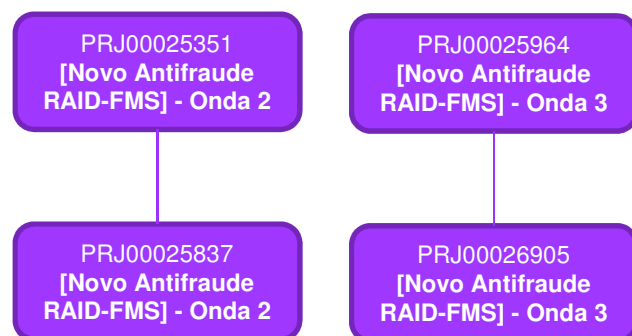 PRJ00025351
[Novo Antifraude
RAID-FMS] - Onda 2
PRJ00025964
[Novo Antifraude
RAID-FMS] - Onda 3
PRJ00025837
[Novo Antifraude
RAID-FMS] - Onda 2
PRJ00026905
[Novo Antifraude
RAID-FMS] - Onda 3